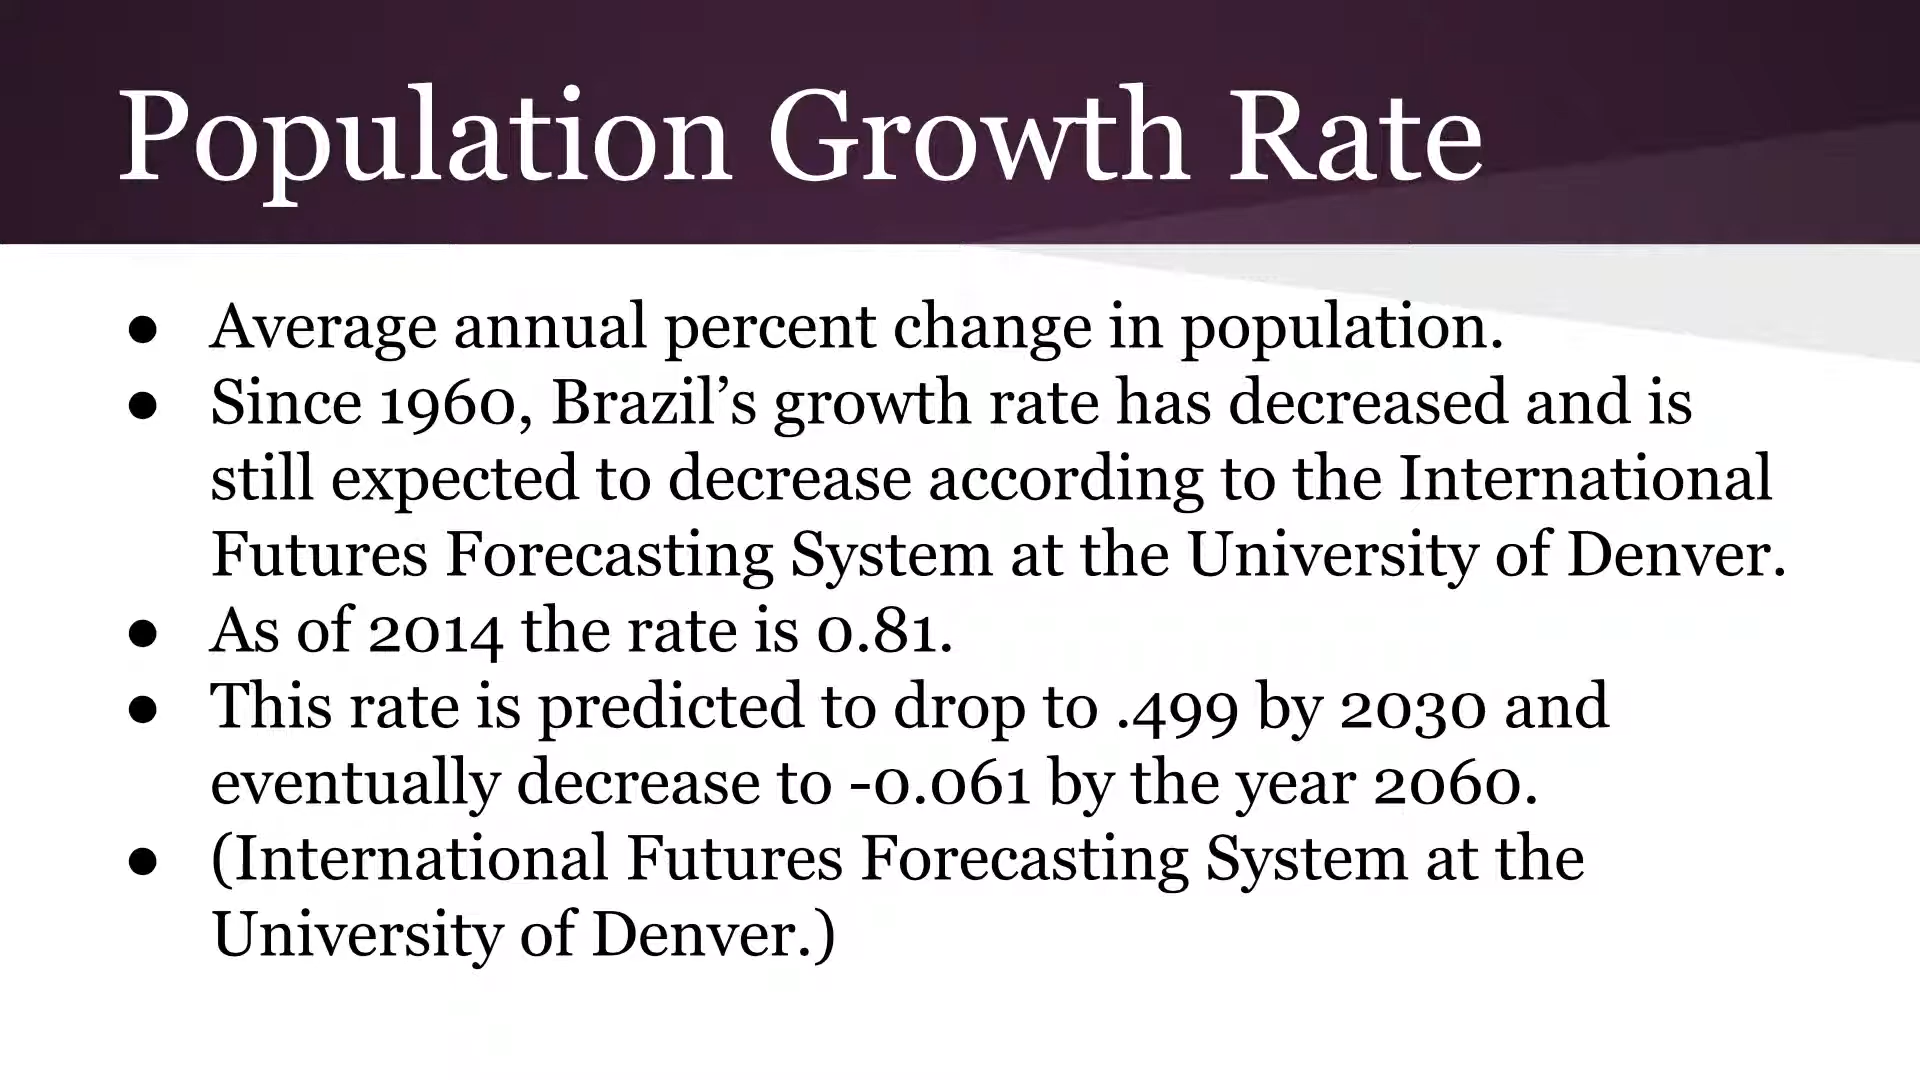 Population Growth Rate
● Average annual percent change in population.
● Since 1960, Brazil’s growth rate has decreased and is
still expected to decrease according to the International
Futures Forecasting System at the University of Denver.
● As of 2014 the rate is 0.81.
● This rate is predicted to drop to .499 by 2030 and
eventually decrease to -0.061 by the year 2060.
● (International Futures Forecasting System at the
University of Denver.)